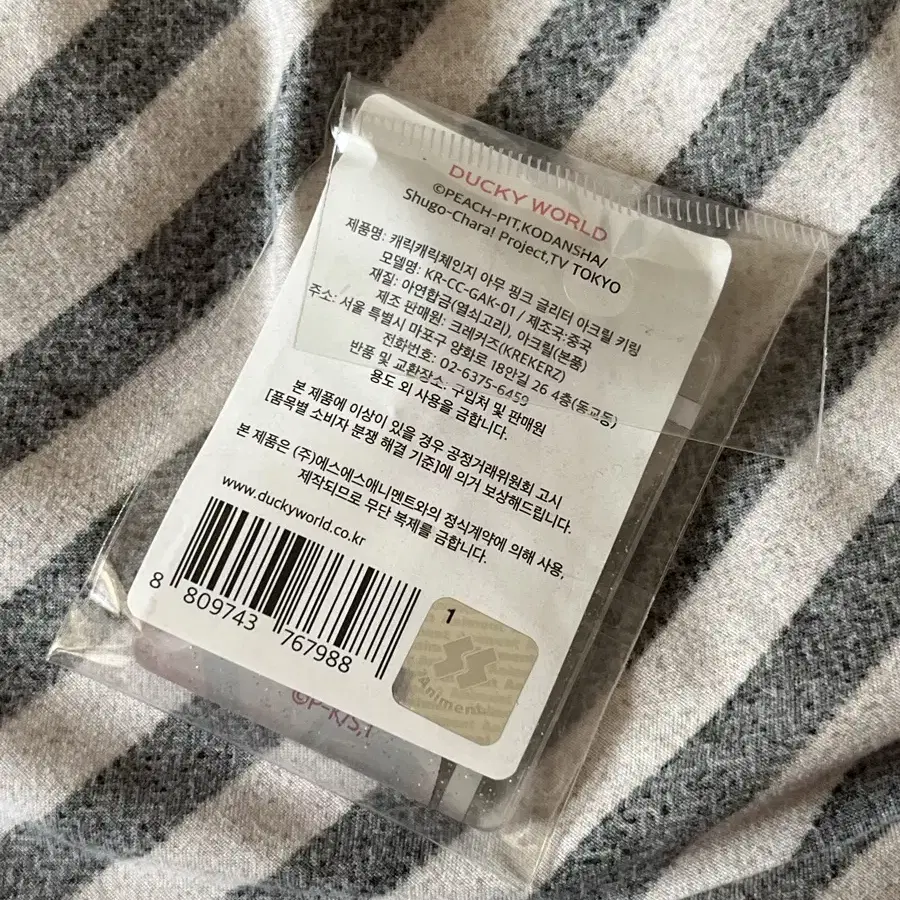 DUCKY WORLD
©PEACH-PIT,KODANSHA/
Shugo-Chara! Project,TV TOKYO
제품명: 캐릭캐릭체인지 아무 핑크 글리터 아크릴 키링
모델명: KR-CC-GAK-01 / 제조국:중국
재질: 아연합금(열쇠고리), 아크릴(본품)
제조 판매원: 크레커즈(KREKERZ)
주소: 서울 특별시 마포구 양화로 18안길 26 4층(동교동)
전화번호: 02-6375-6459
반품 및 교환장소: 구입처 및 판매원
용도 외 사용을 금합니다.
본 제품에 이상이 있을 경우 공정거래위원회 고시
[품목별 소비자 분쟁 해결 기준]에 의거 보상해드립니다.
본 제품은 (주)에스에스애니멘트와의 정식계약에 의해 사용,
제작되므로 무단 복제를 금합니다.
www.duckyworld.co.kr
8 809743 767988
1
Animent
©P-K/S,T